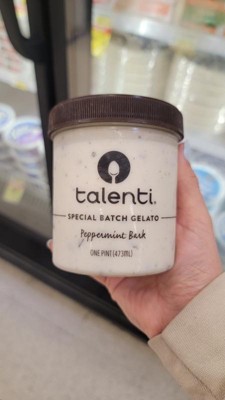 talenti.
SPECIAL BATCH GELATO
Peppermint Bark
ONE PINT (473mL)